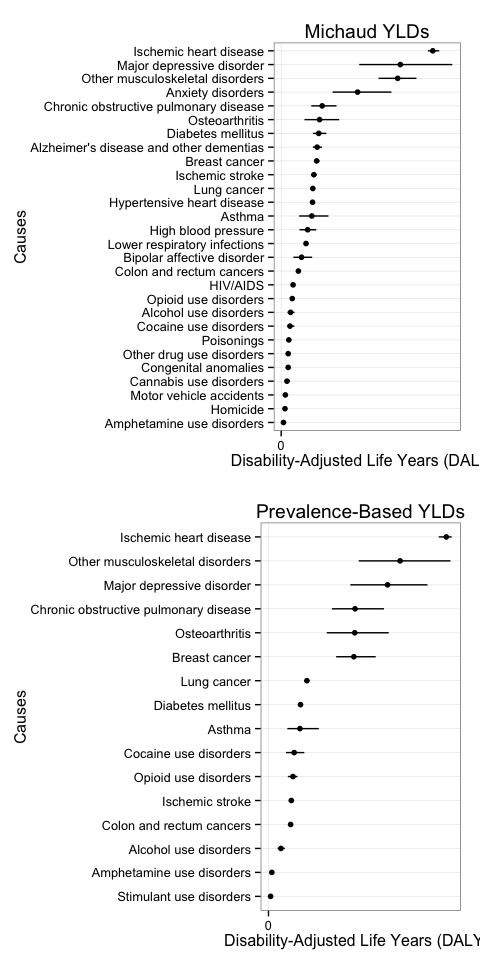 Michaud YLDs
Ischemic heart disease
Major depressive disorder
Other musculoskeletal disorders
Anxiety disorders
Chronic obstructive pulmonary disease
Osteoarthritis
Diabetes mellitus
Alzheimer's disease and other dementias
Breast cancer
Ischemic stroke
Lung cancer
Hypertensive heart disease
Asthma
High blood pressure
Lower respiratory infections
Bipolar affective disorder
Colon and rectum cancers
HIV/AIDS
Opioid use disorders
Alcohol use disorders
Cocaine use disorders
Poisonings
Other drug use disorders
Congenital anomalies
Cannabis use disorders
Motor vehicle accidents
Homicide
Amphetamine use disorders
Causes
0
Disability-Adjusted Life Years (DAL
Prevalence-Based YLDs
Ischemic heart disease
Other musculoskeletal disorders
Major depressive disorder
Chronic obstructive pulmonary disease
Osteoarthritis
Breast cancer
Lung cancer
Diabetes mellitus
Asthma
Cocaine use disorders
Opioid use disorders
Ischemic stroke
Colon and rectum cancers
Alcohol use disorders
Amphetamine use disorders
Stimulant use disorders
Causes
0
Disability-Adjusted Life Years (DALY